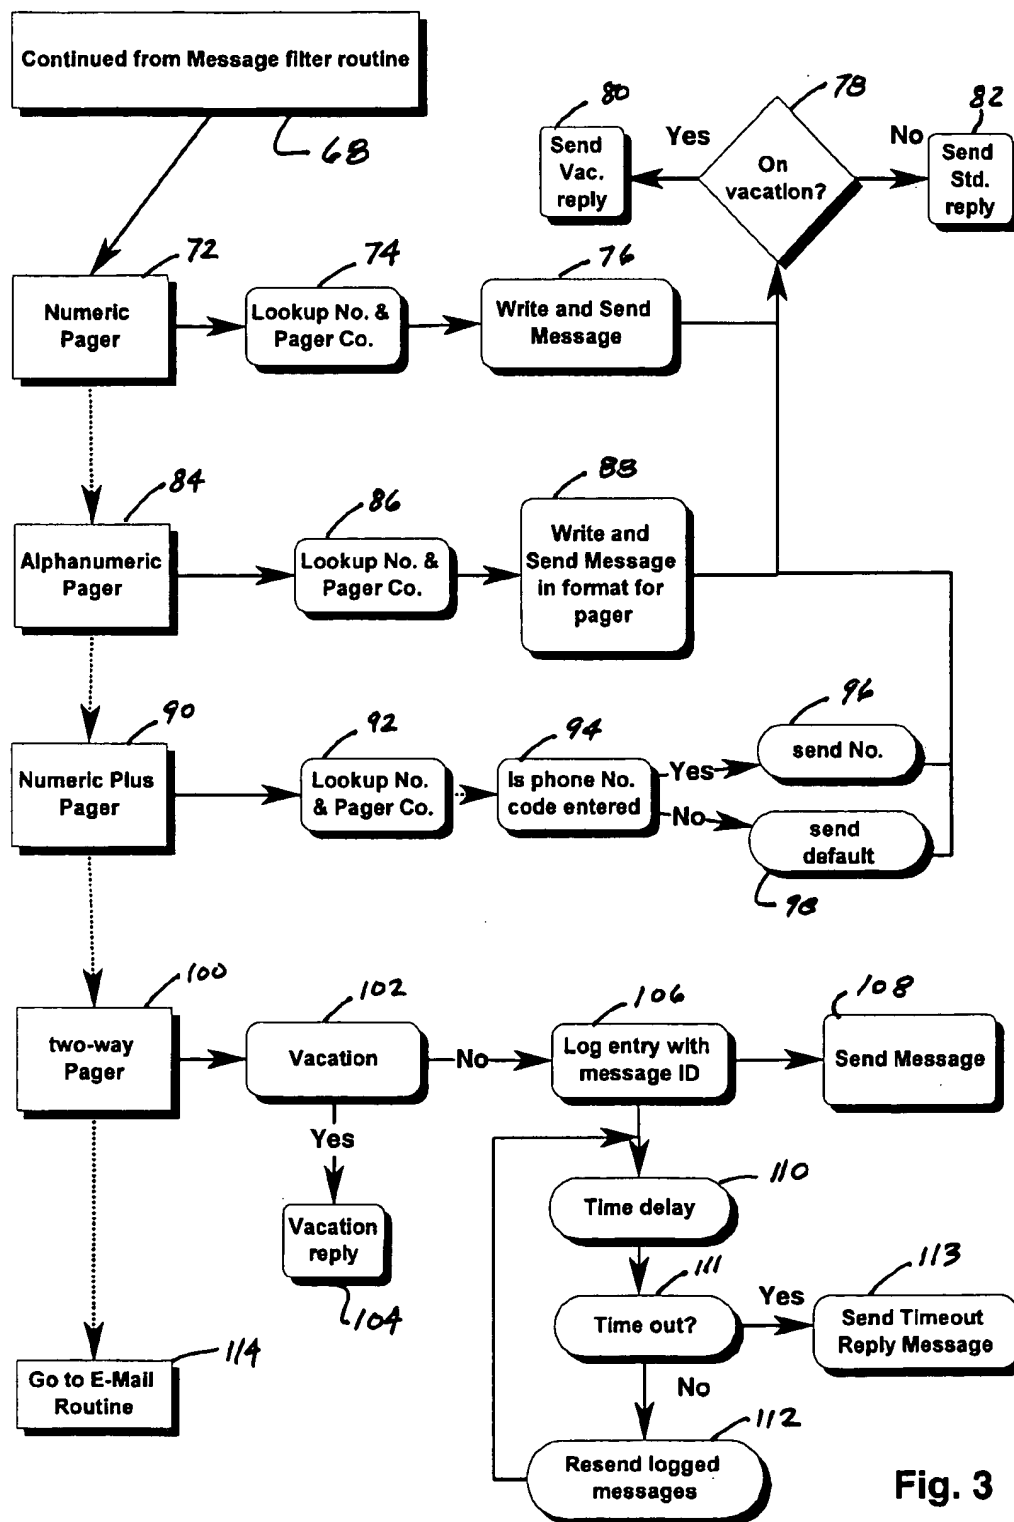 Continued from Message filter routine
68
80
Send
Vac.
reply
Yes
78
On
vacation?
No
82
Send
Std.
reply
72
Numeric
Pager
74
Lookup No. &
Pager Co.
76
Write and Send
Message
84
Alphanumeric
Pager
86
Lookup No. &
Pager Co.
88
Write and
Send Message
in format for
pager
90
Numeric Plus
Pager
92
Lookup No.
& Pager Co.
94
Is phone No.
code entered
Yes
96
send No.
No
send
default
98
100
two-way
Pager
102
Vacation
No
106
Log entry with
message ID
108
Send Message
Yes
Vacation
reply
104
110
Time delay
111
Time out?
Yes
113
Send Timeout
Reply Message
No
114
Go to E-Mail
Routine
112
Resend logged
messages
Fig. 3